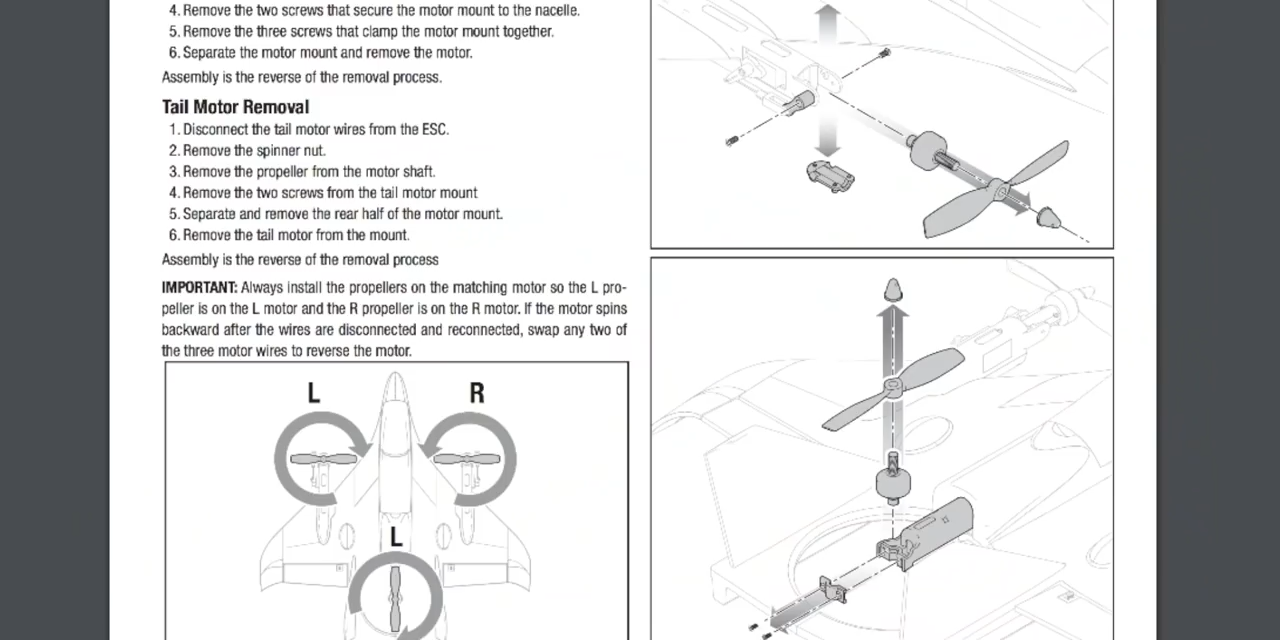 4. Remove the two screws that secure the motor mount to the nacelle.
5. Remove the three screws that clamp the motor mount together.
6. Separate the motor mount and remove the motor.
Assembly is the reverse of the removal process.
Tail Motor Removal
1. Disconnect the tail motor wires from the ESC.
2. Remove the spinner nut.
3. Remove the propeller from the motor shaft.
4. Remove the two screws from the tail motor mount
5. Separate and remove the rear half of the motor mount.
6. Remove the tail motor from the mount.
Assembly is the reverse of the removal process
IMPORTANT: Always install the propellers on the matching motor so the L pro-
peller is on the L motor and the R propeller is on the R motor. If the motor spins
backward after the wires are disconnected and reconnected, swap any two of
the three motor wires to reverse the motor.
L
R
L